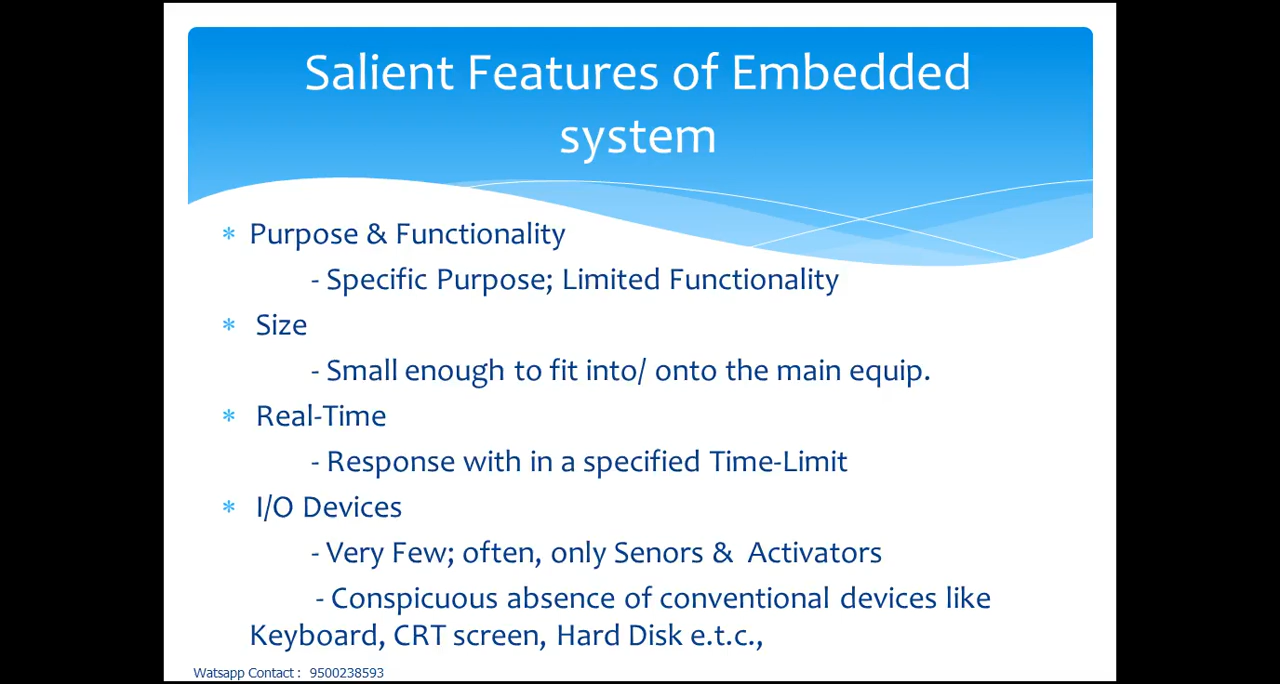 Salient Features of Embedded
system
* Purpose & Functionality
- Specific Purpose; Limited Functionality
* Size
- Small enough to fit into/ onto the main equip.
* Real-Time
- Response with in a specified Time-Limit
* I/O Devices
- Very Few; often, only Senors & Activators
- Conspicuous absence of conventional devices like
Keyboard, CRT screen, Hard Disk e.t.c.,
Watsapp Contact : 9500238593